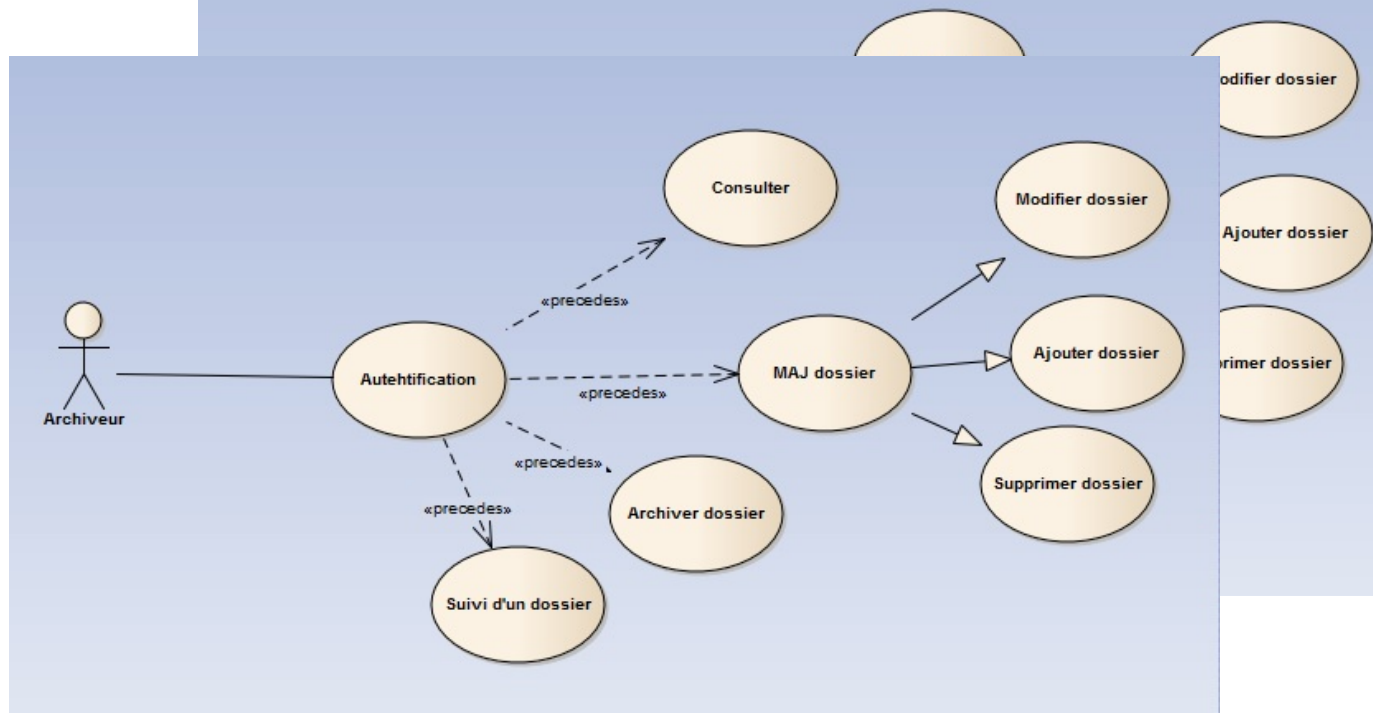 odifier dossier
Consulter
Modifier dossier
Ajouter dossier
«precedes»
Ajouter dossier
Autehtification
MAJ dossier
primer dossier
«precedes»
Archiveur
«precedes»
Supprimer dossier
«precedes»
Archiver dossier
Suivi d'un dossier